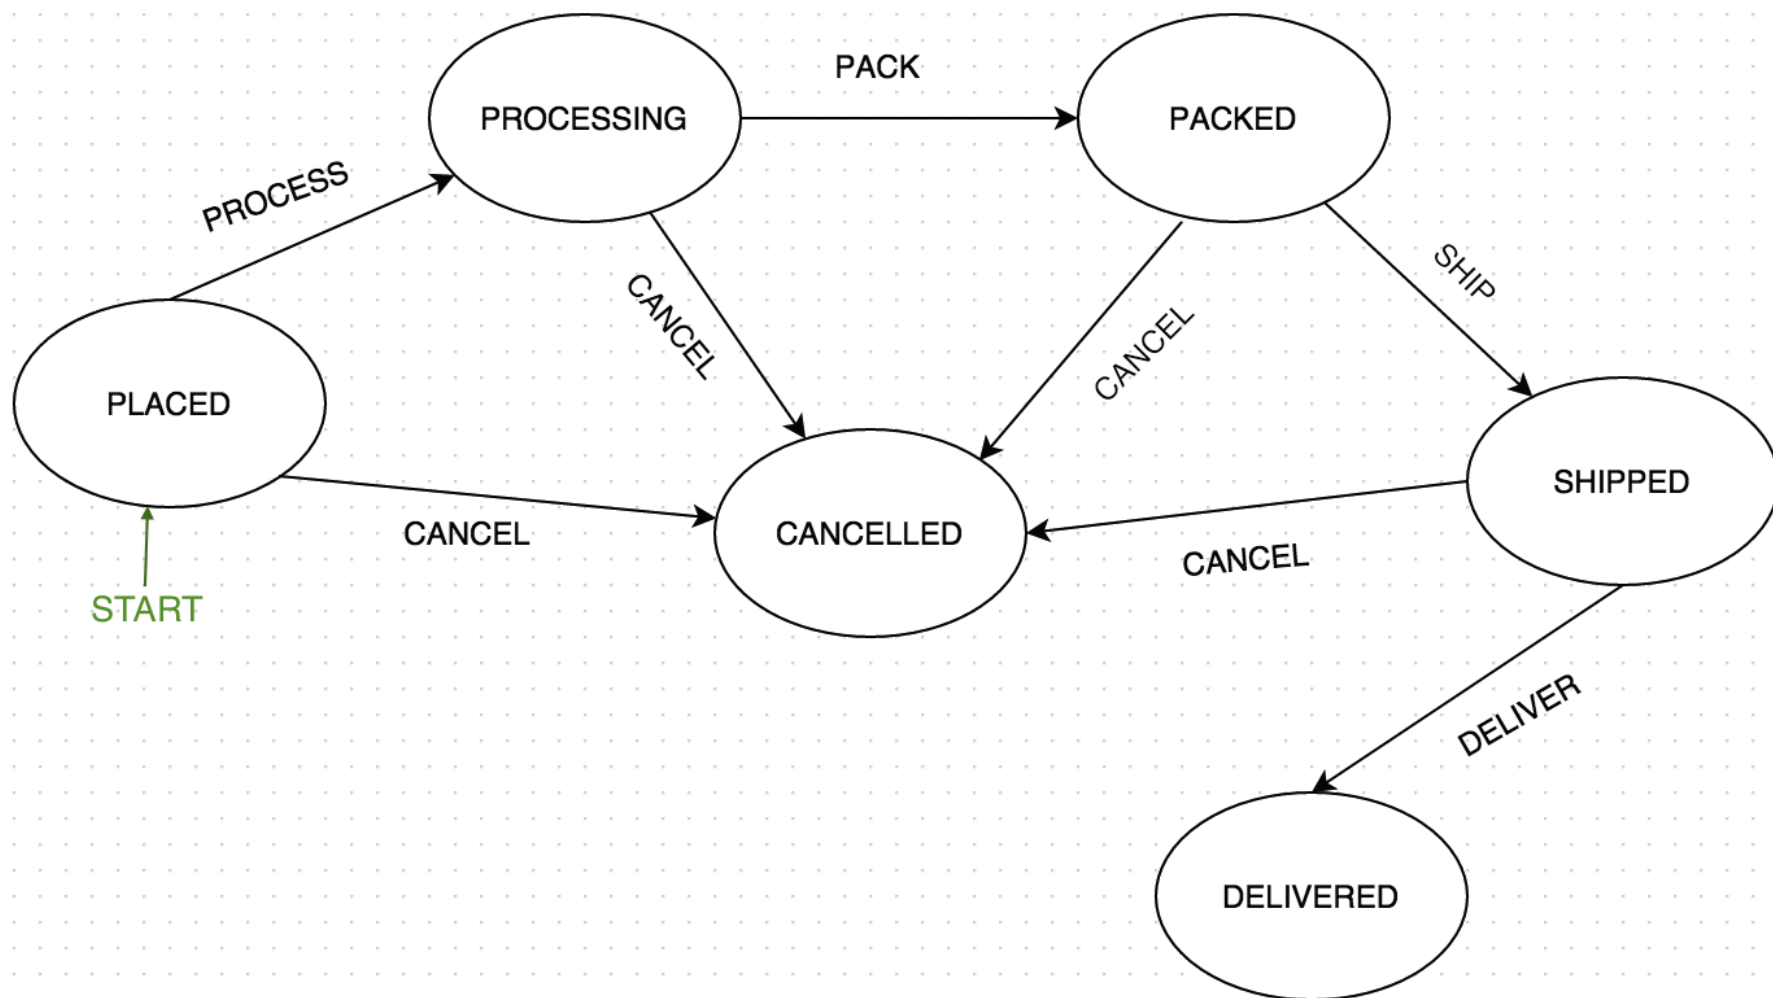 PACK
PROCESSING
PACKED
PROCESS
SHIP
CANCEL
CANCEL
PLACED
SHIPPED
CANCEL
CANCELLED
CANCEL
START
DELIVER
DELIVERED